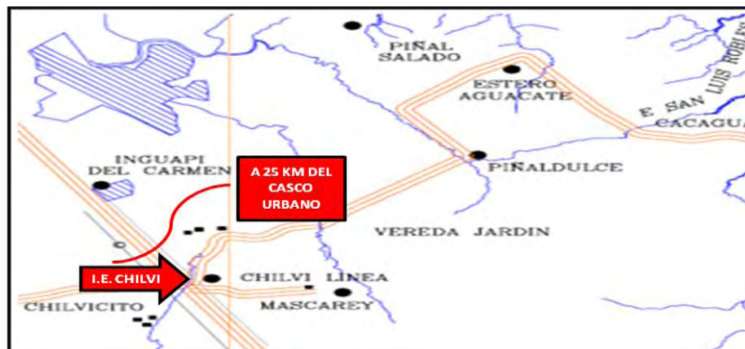 PIÑAL
SALADO
ESTERO
AGUACATE
E SAN LUIS ROBLES
CACAGUA
INGUAPI
DEL CARMEN
A 25 KM DEL
CASCO
URBANO
PIÑALDULCE
VEREDA JARDIN
I.E. CHILVI
CHILVI LINEA
CHILVICITO
MASCAREY